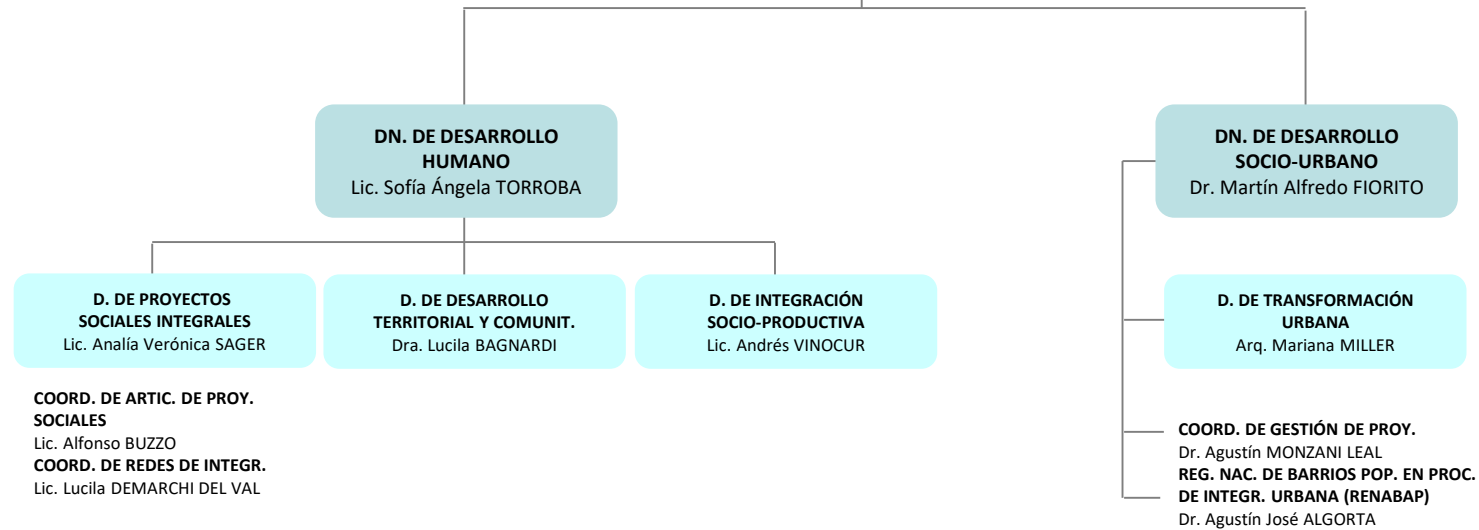 DN. DE DESARROLLO
HUMANO
Lic. Sofía Ángela TORROBA
DN. DE DESARROLLO
SOCIO-URBANO
Dr. Martín Alfredo FIORITO
D. DE PROYECTOS
SOCIALES INTEGRALES
Lic. Analía Verónica SAGER
D. DE DESARROLLO
TERRITORIAL Y COMUNIT.
Dra. Lucila BAGNARDI
D. DE INTEGRACIÓN
SOCIO-PRODUCTIVA
Lic. Andrés VINOCUR
D. DE TRANSFORMACIÓN
URBANA
Arq. Mariana MILLER
COORD. DE ARTIC. DE PROY.
SOCIALES
Lic. Alfonso BUZZO
COORD. DE REDES DE INTEGR.
Lic. Lucila DEMARCHI DEL VAL
COORD. DE GESTIÓN DE PROY.
Dr. Agustín MONZANI LEAL
REG. NAC. DE BARRIOS POP. EN PROC.
DE INTEGR. URBANA (RENABAP)
Dr. Agustín José ALGORTA